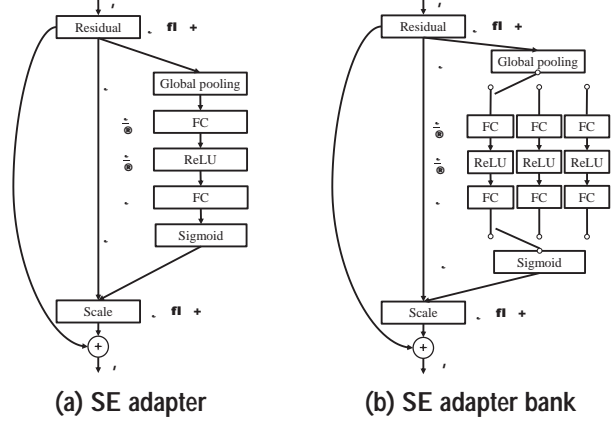 Residual
Global pooling
FC
ReLU
FC
Sigmoid
Scale
+
(a) SE adapter
Residual
Global pooling
FC FC FC
ReLU ReLU ReLU
FC FC FC
Sigmoid
Scale
+
(b) SE adapter bank